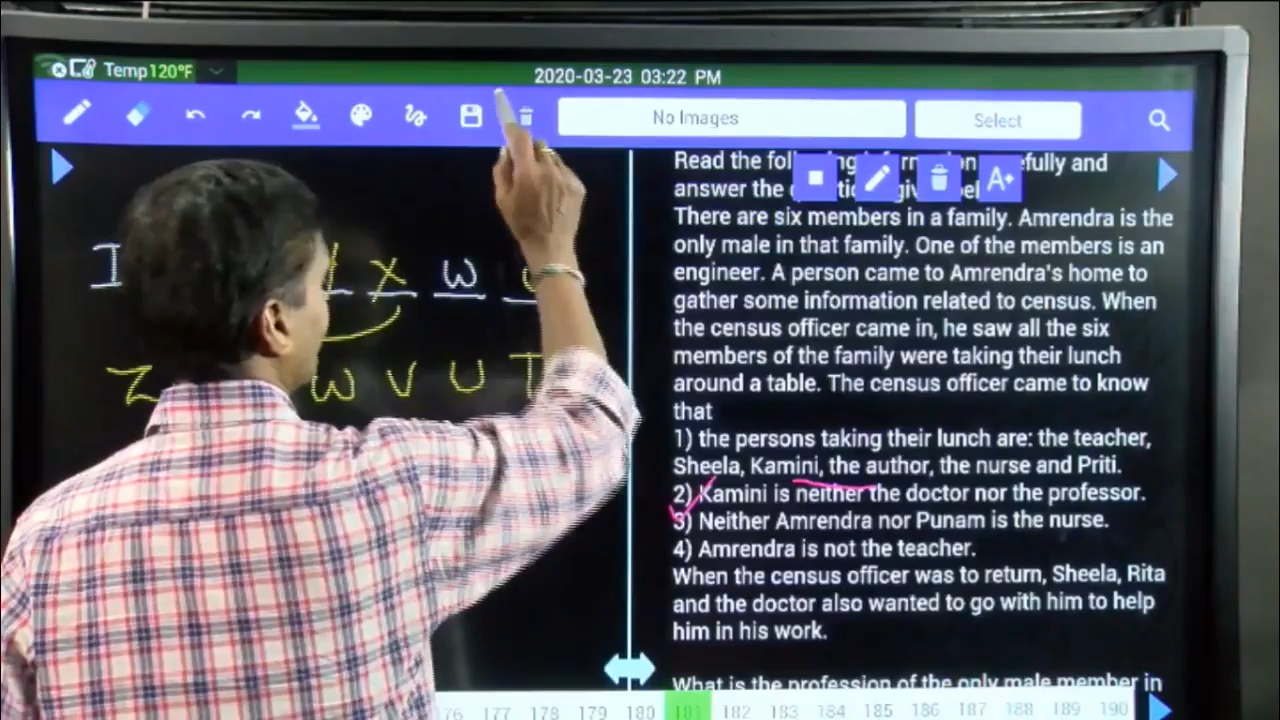 Temp 120°F
2020-03-23 03:22 PM
No Images
Select
A+
I
X W
Z
W V U T
Read the and
answer the
There are six members in a family. Amrendra is the
only male in that family. One of the members is an
engineer. A person came to Amrendra's home to
gather some information related to census. When
the census officer came in, he saw all the six
members of the family were taking their lunch
around a table. The census officer came to know
that
1) the persons taking their lunch are: the teacher,
Sheela, Kamini, the author, the nurse and Priti.
2) Kamini is neither the doctor nor the professor.
3) Neither Amrendra nor Punam is the nurse.
4) Amrendra is not the teacher.
When the census officer was to return, Sheela, Rita
and the doctor also wanted to go with him to help
him in his work.
What is the profession of the only male member in
176 177 178 179 180 181 182 183 184 185 186 187 188 189 190